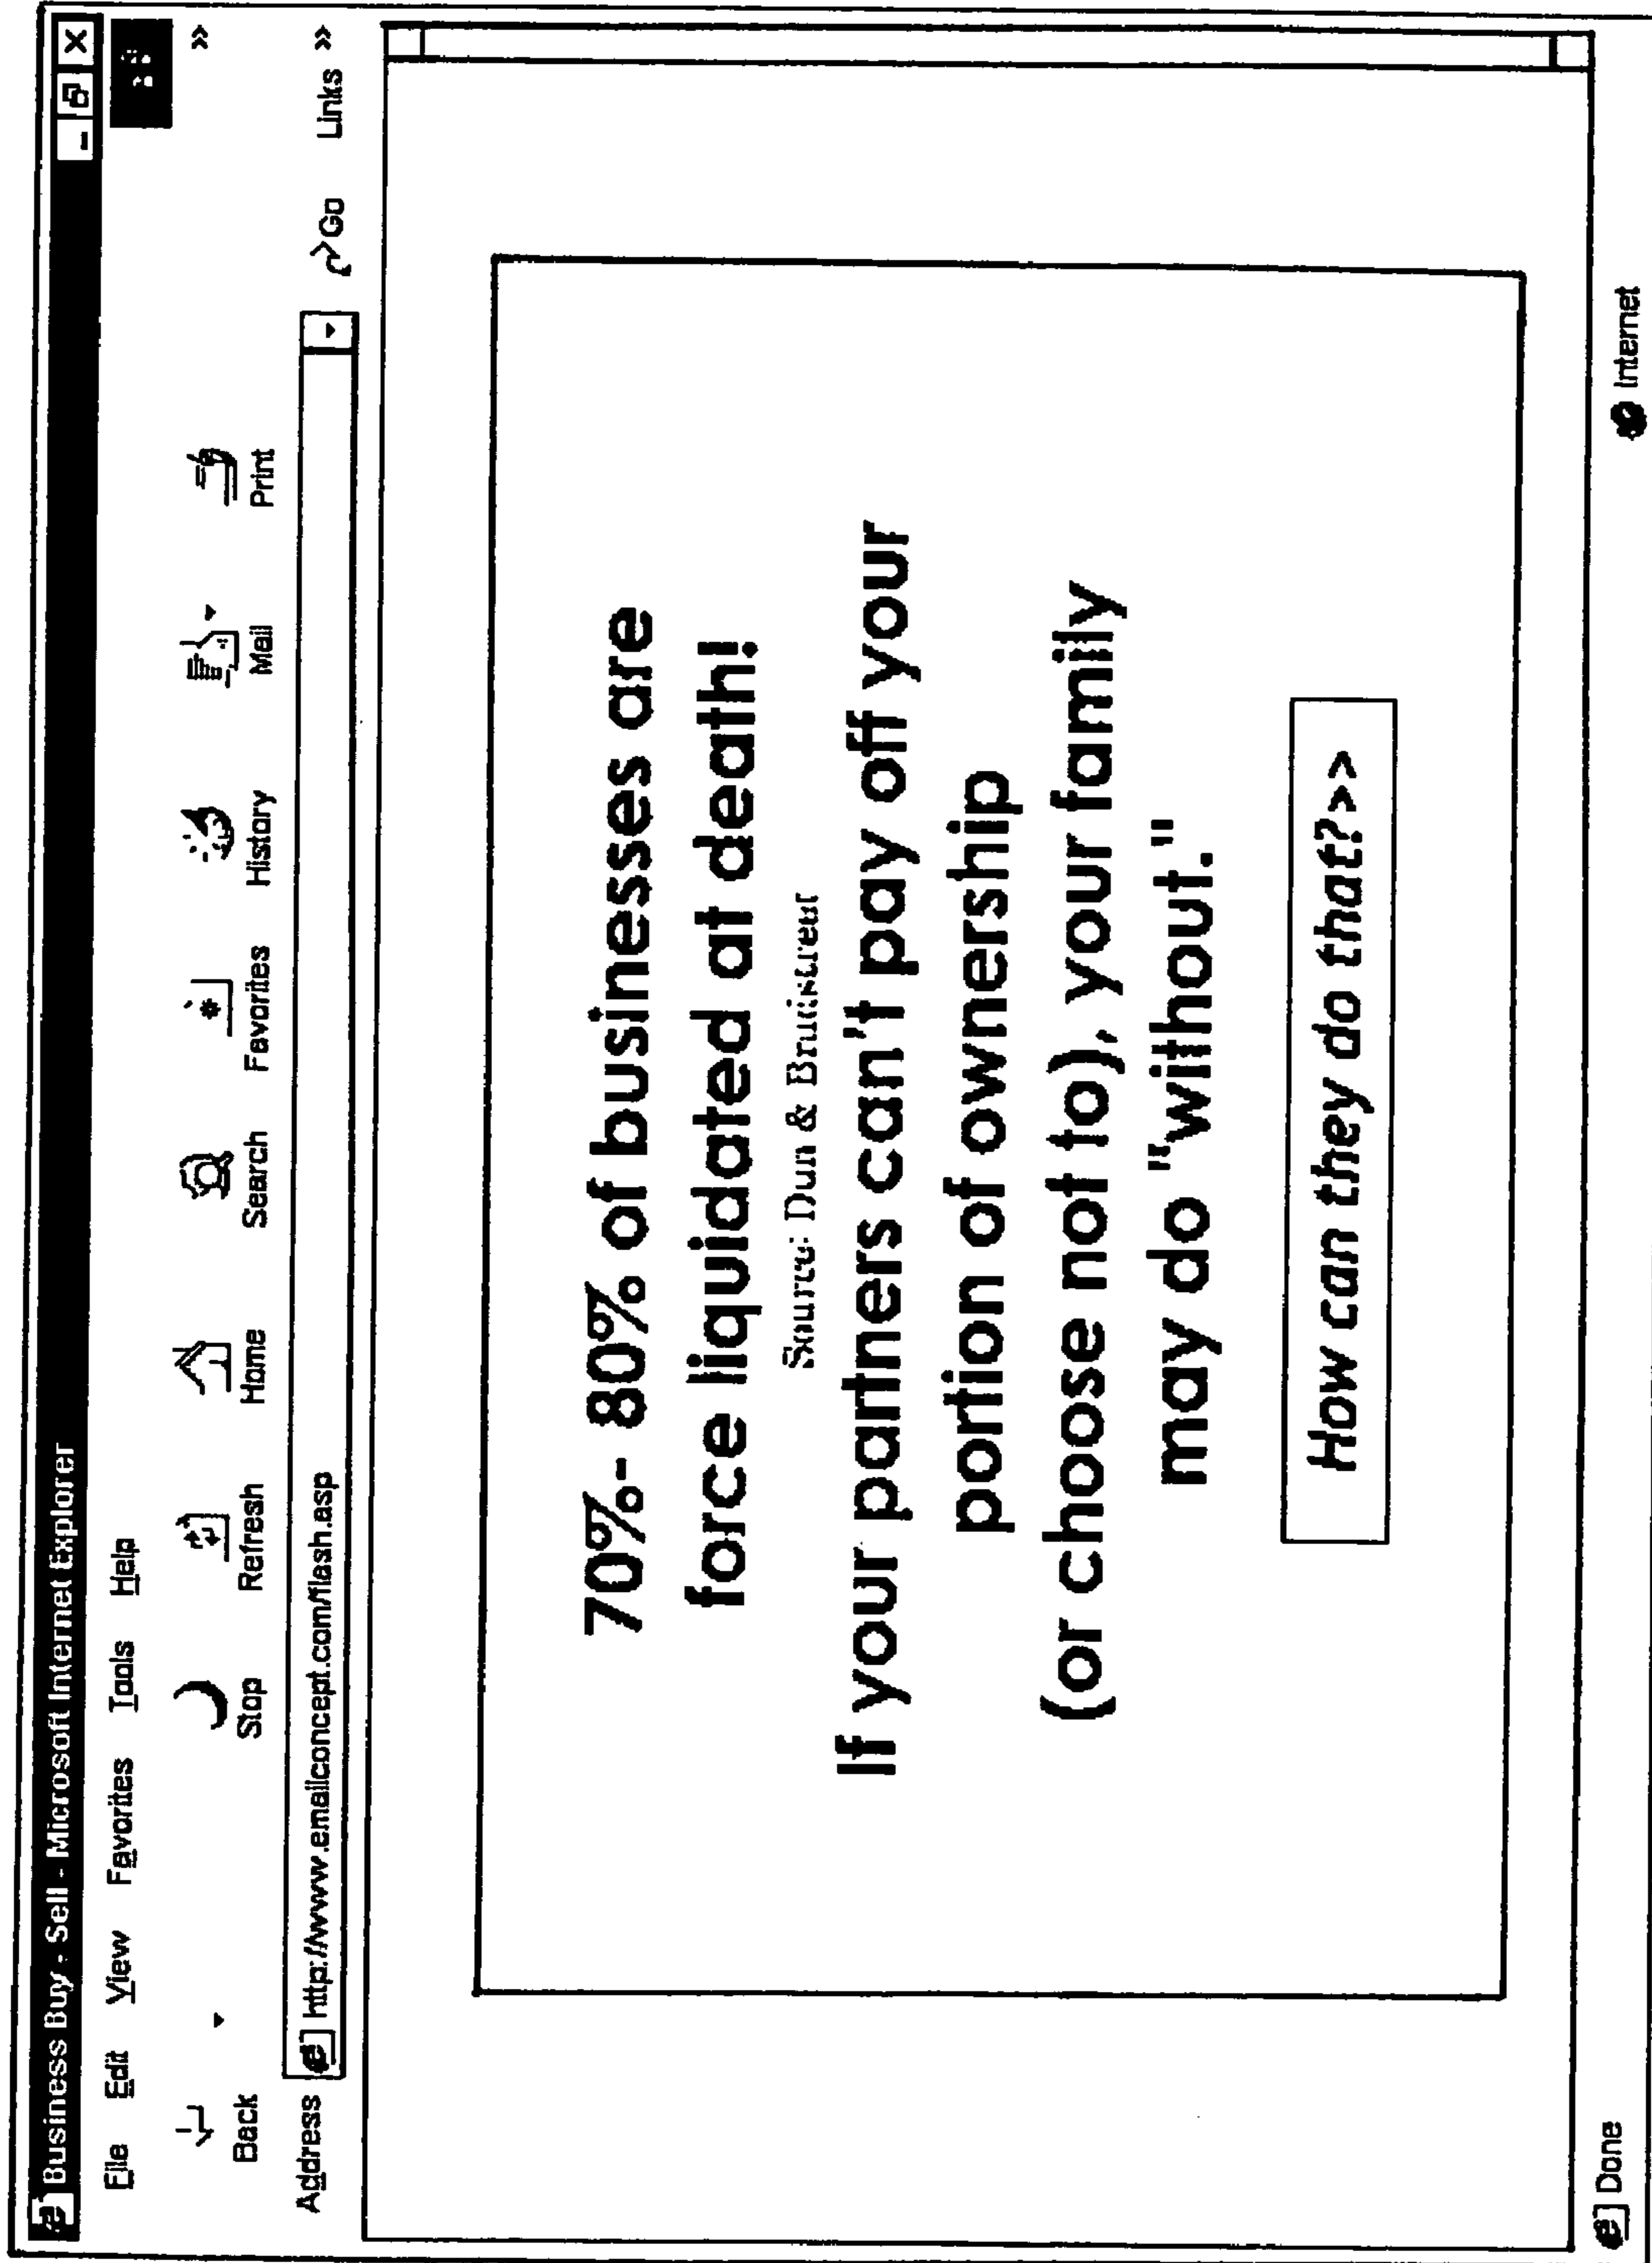 Business Buy - Sell - Microsoft Internet Explorer
File Edit View Favorites Tools Help
Back Stop Refresh Home Search Favorites History Mail Print »
Address http://www.emailconcept.com/flash.asp Go Links »
70%- 80% of businesses are
force liquidated at death!
Source: Dun & Bradstreet
If your partners can't pay off your
portion of ownership
(or choose not to), your family
may do "without."
How can they do that?>>
Done Internet